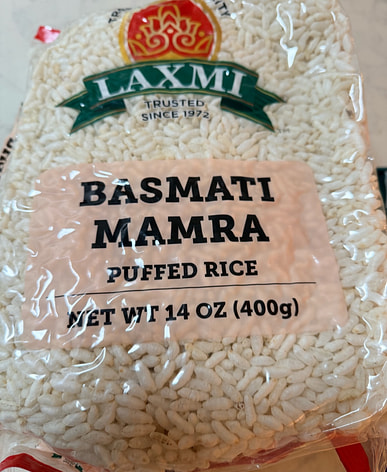 LAXMI
TRUSTED
SINCE 1972
BASMATI
MAMRA
PUFFED RICE
NET WT 14 OZ (400g)